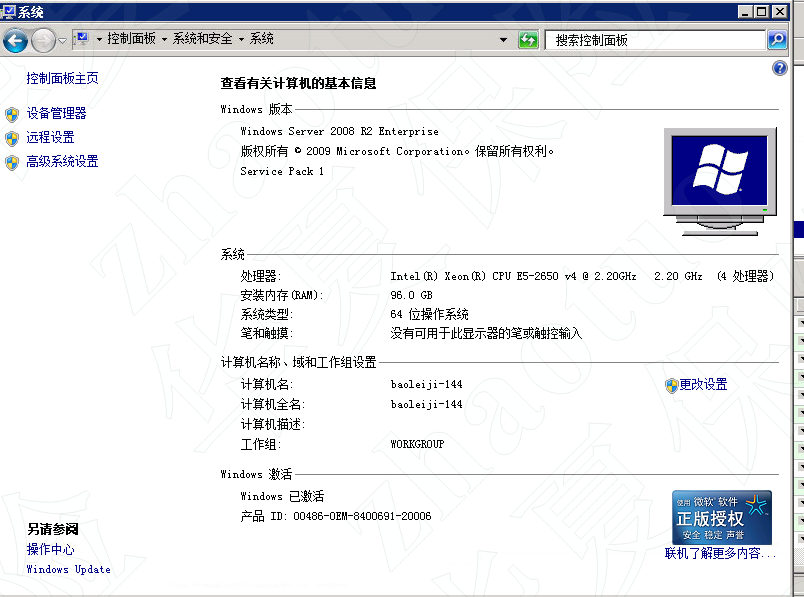 系统
控制面板 系统和安全 系统
搜索控制面板
控制面板主页
设备管理器
远程设置
高级系统设置
查看有关计算机的基本信息
Windows 版本
Windows Server 2008 R2 Enterprise
版权所有 © 2009 Microsoft Corporation。保留所有权利。
Service Pack 1
系统
处理器: Intel(R) Xeon(R) CPU E5-2650 v4 @ 2.20GHz 2.20 GHz (4 处理器)
安装内存(RAM): 96.0 GB
系统类型: 64 位操作系统
笔和触摸: 没有可用于此显示器的笔或触控输入
计算机名称、域和工作组设置
计算机名: baoleiji-144
更改设置
计算机全名: baoleiji-144
计算机描述:
工作组: WORKGROUP
Windows 激活
Windows 已激活
产品 ID: 00486-OEM-8400691-20006
使用 微软 软件
正版授权
安全 稳定 声誉
联机了解更多内容...
另请参阅
操作中心
Windows Update